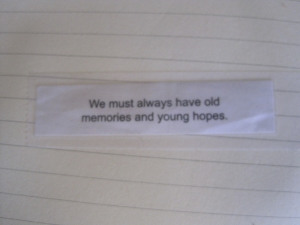 We must always have old
memories and young hopes.